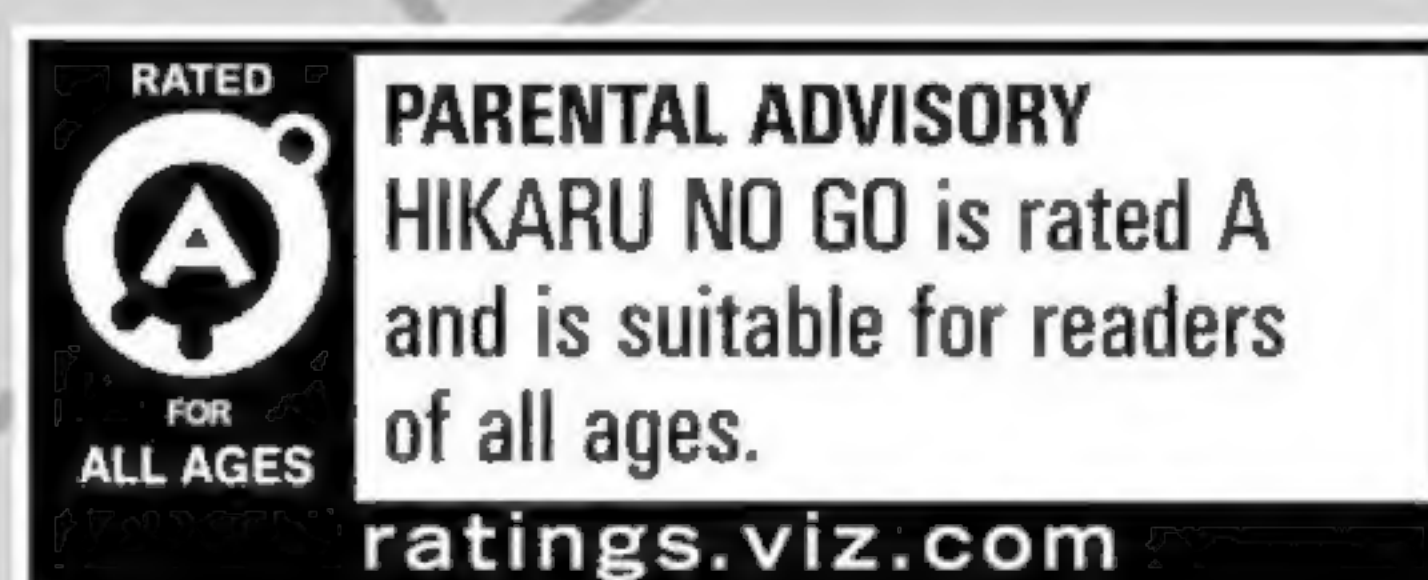 RATED
A
FOR
ALL AGES
PARENTAL ADVISORY
HIKARU NO GO is rated A
and is suitable for readers
of all ages.
ratings.viz.com